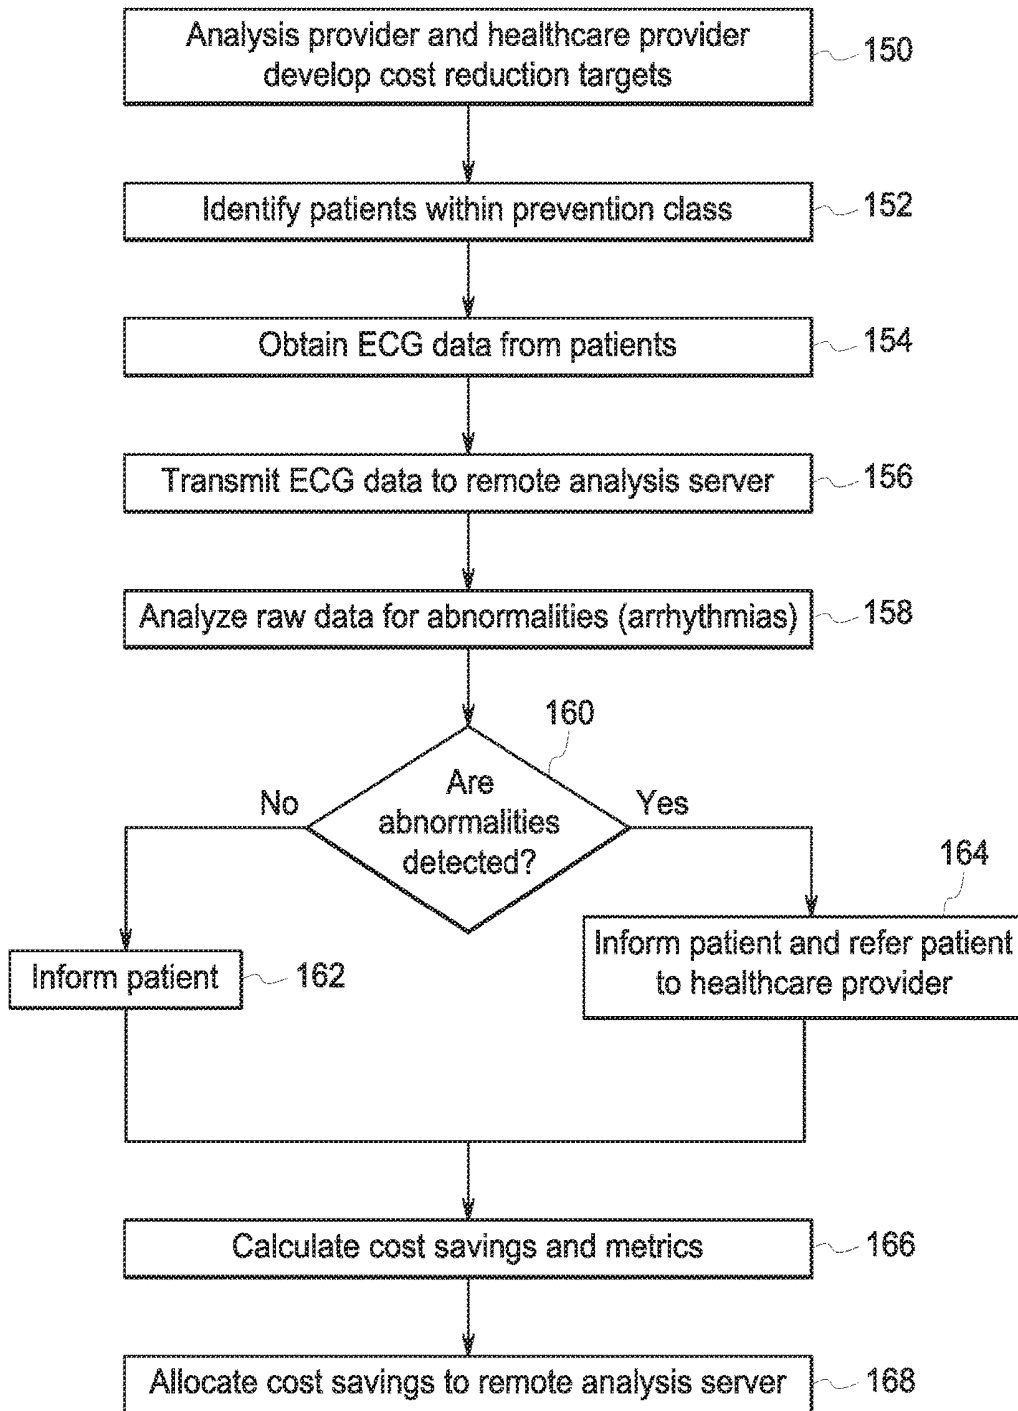 Analysis provider and healthcare provider
develop cost reduction targets
150
Identify patients within prevention class
152
Obtain ECG data from patients
154
Transmit ECG data to remote analysis server
156
Analyze raw data for abnormalities (arrhythmias)
158
160
Are
abnormalities
detected?
No
Yes
164
Inform patient and refer patient
to healthcare provider
Inform patient
162
Calculate cost savings and metrics
166
Allocate cost savings to remote analysis server
168